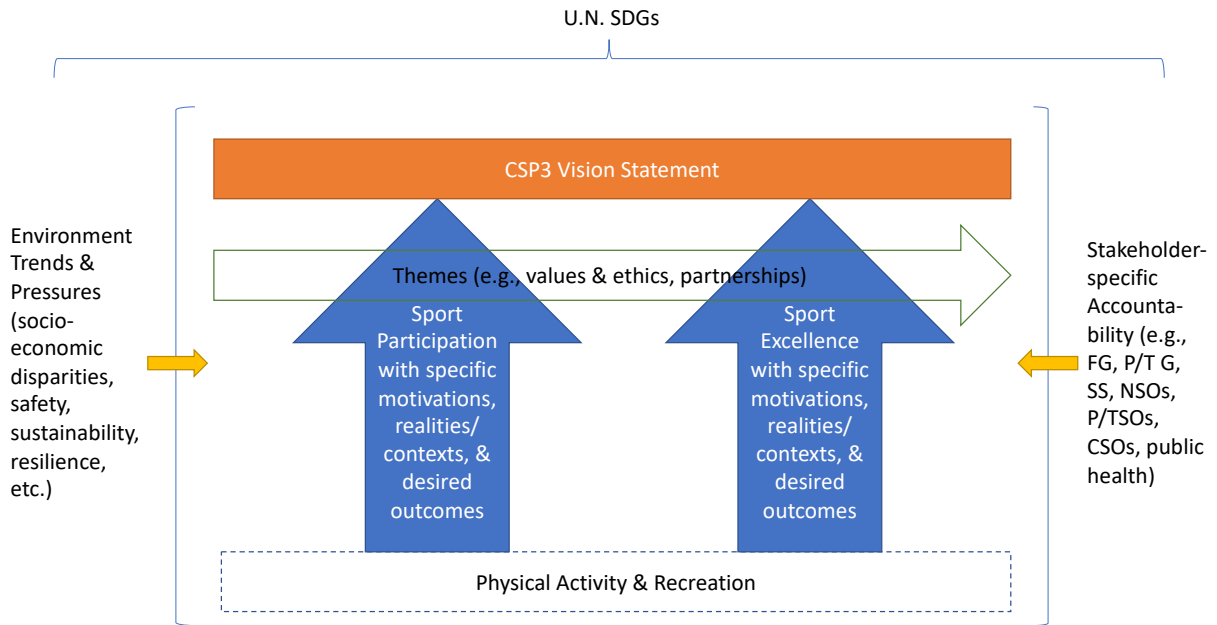 U.N. SDGs
CSP3 Vision Statement
Environment
Trends &
Pressures
(socio-
economic
disparities,
safety,
sustainability,
resilience,
etc.)
Themes (e.g., values & ethics, partnerships)
Sport
Participation
with specific
motivations,
realities/
contexts, &
desired
outcomes
Sport
Excellence
with specific
motivations,
realities/
contexts, &
desired
outcomes
Stakeholder-
specific
Accounta-
bility (e.g.,
FG, P/T G,
SS, NSOs,
P/TSOs,
CSOs, public
health)
Physical Activity & Recreation